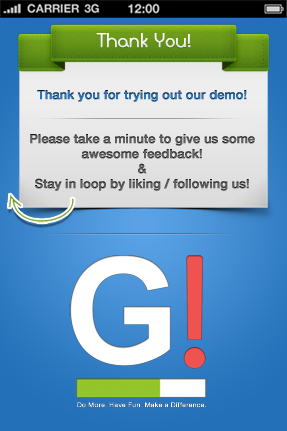 CARRIER 3G 12:00
Thank You!
Thank you for trying out our demo!
Please take a minute to give us some
awesome feedback!
&
Stay in loop by liking / following us!
G!
Do More. Have Fun. Make a Difference.